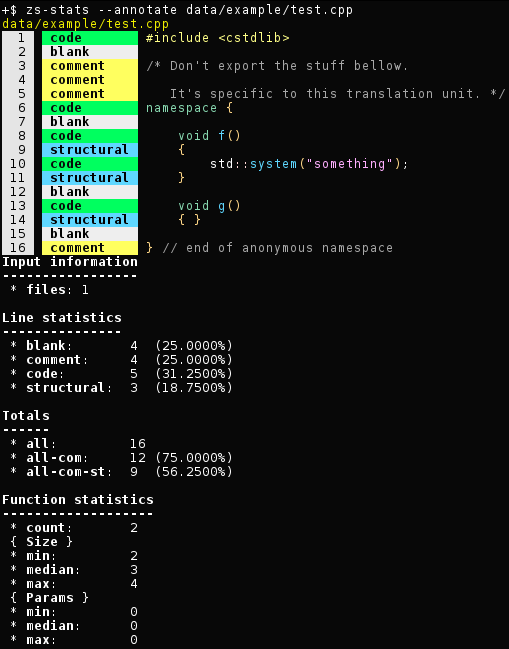 +$ zs-stats --annotate data/example/test.cpp
data/example/test.cpp
1 code #include <cstdlib>
2 blank
3 comment /* Don't export the stuff bellow.
4 comment
5 comment It's specific to this translation unit. */
6 code namespace {
7 blank
8 code void f()
9 structural {
10 code std::system("something");
11 structural }
12 blank
13 code void g()
14 structural { }
15 blank
16 comment } // end of anonymous namespace
Input information
-----------------
* files: 1
Line statistics
---------------
* blank: 4 (25.0000%)
* comment: 4 (25.0000%)
* code: 5 (31.2500%)
* structural: 3 (18.7500%)
Totals
------
* all: 16
* all-com: 12 (75.0000%)
* all-com-st: 9 (56.2500%)
Function statistics
-------------------
* count: 2
{ Size }
* min: 2
* median: 3
* max: 4
{ Params }
* min: 0
* median: 0
* max: 0